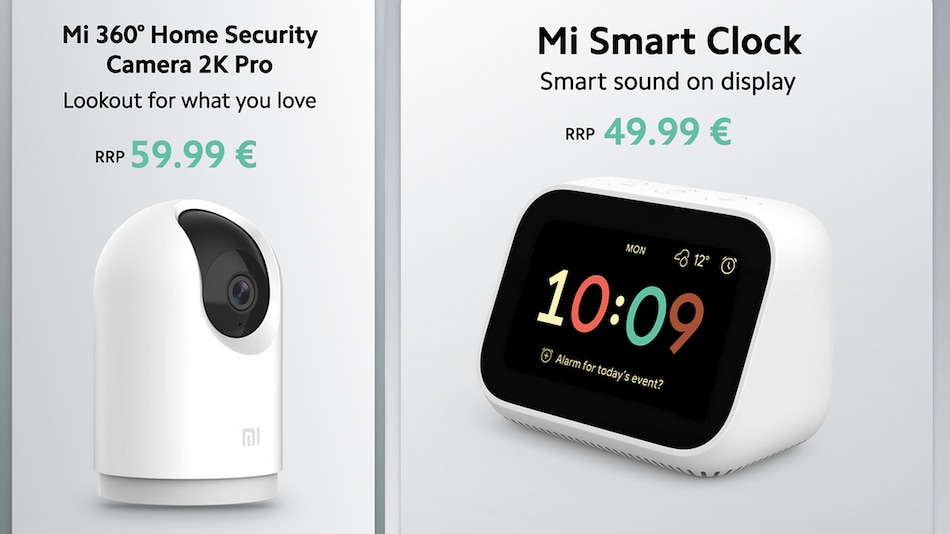 Mi 360° Home Security
Camera 2K Pro
Lookout for what you love
RRP 59.99 €
mi
Mi Smart Clock
Smart sound on display
RRP 49.99 €
MON
12°
10:09
Alarm for today's event?